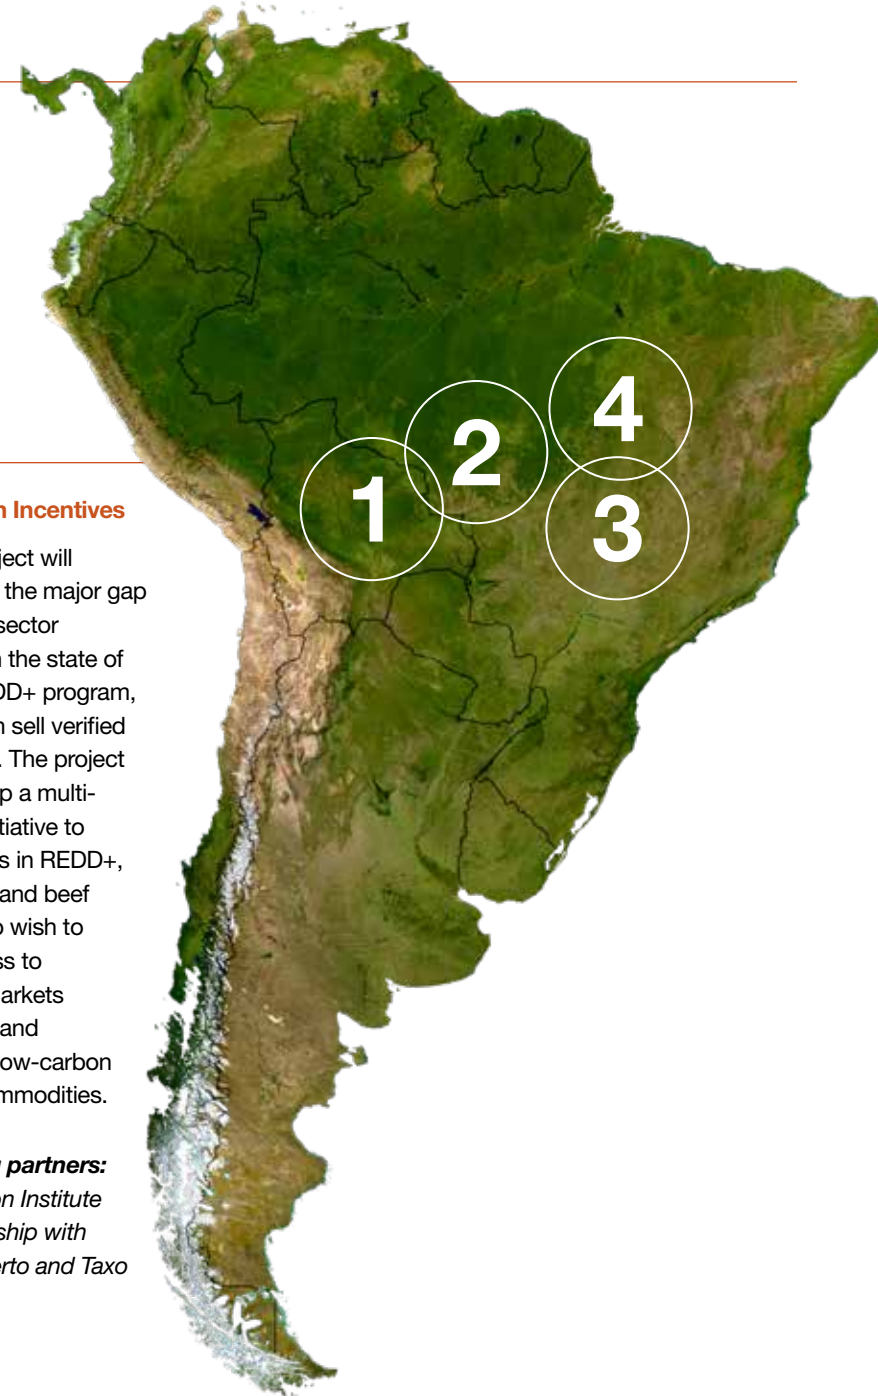 4
2
1
3
n Incentives
ject will
the major gap
sector
n the state of
DD+ program,
n sell verified
. The project
p a multi-
tiative to
s in REDD+,
and beef
o wish to
ss to
arkets
and
ow-carbon
mmodities.
partners:
on Institute
ship with
erto and Taxo